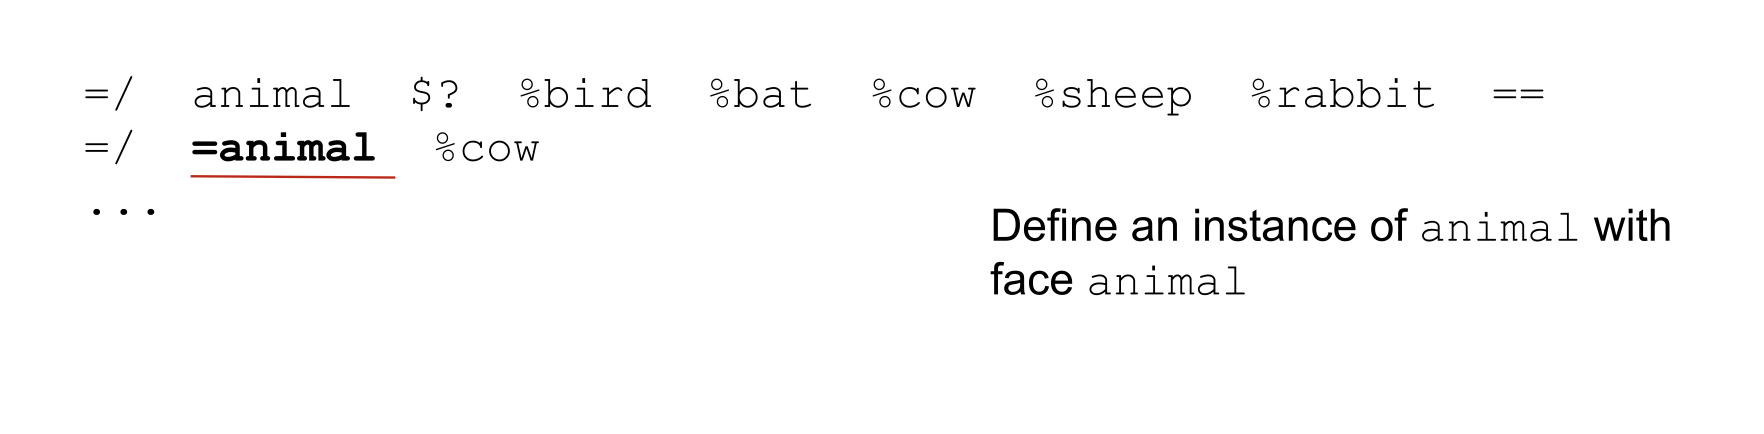 =/  animal  $?  %bird  %bat  %cow  %sheep  %rabbit  ==
=/  =animal  %cow
...
Define an instance of animal with
face animal